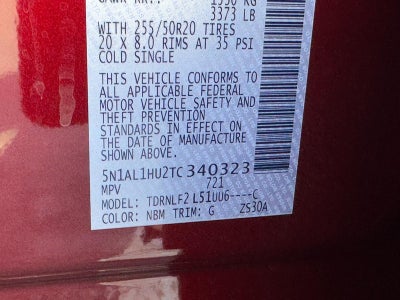 3373 LB
WITH 255/50R20 TIRES
20 X 8.0 RIMS AT 35 PSI
COLD SINGLE
THIS VEHICLE CONFORMS TO
ALL APPLICABLE FEDERAL
MOTOR VEHICLE SAFETY AND
THEFT PREVENTION
STANDARDS IN EFFECT ON
THE DATE OF MANUFACTURE
SHOWN ABOVE.
5N1AL1HU2TC340323
MPV 721
MODEL: TDRNLF2 L51UU6----C
COLOR: NBM TRIM: G ZS30A